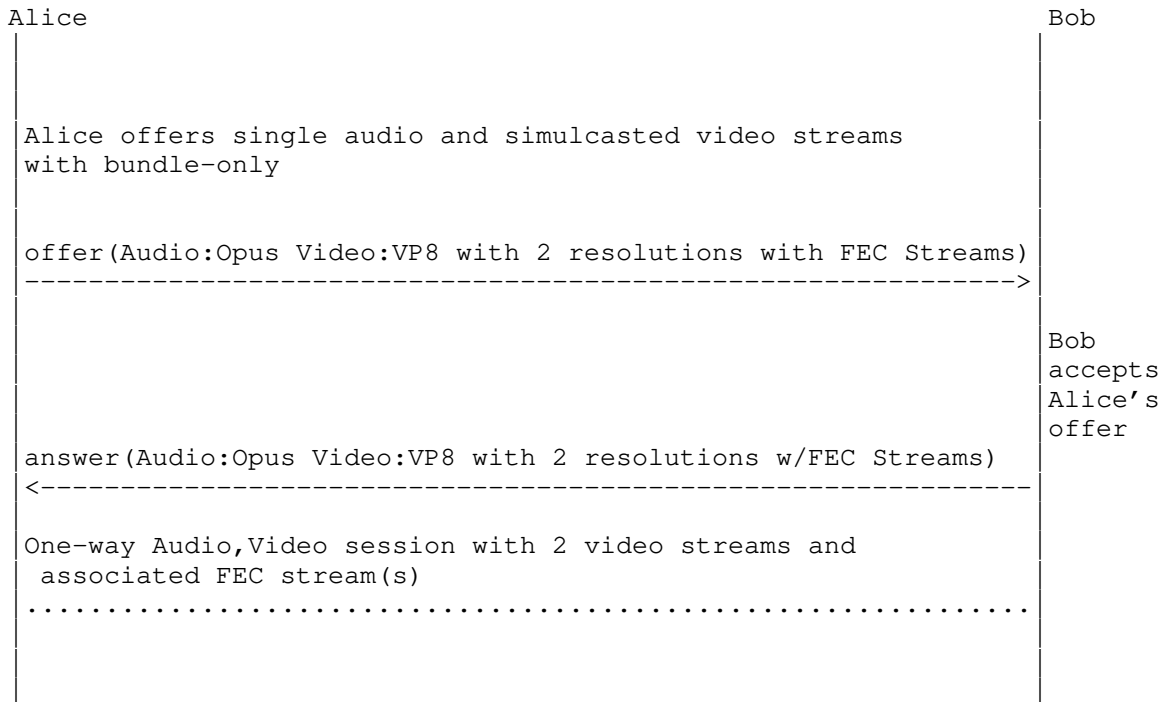 Alice Bob
Alice offers single audio and simulcasted video streams
with bundle-only
offer(Audio:Opus Video:VP8 with 2 resolutions with FEC Streams)
Bob
accepts
Alice’s
offer
answer(Audio:Opus Video:VP8 with 2 resolutions w/FEC Streams)
One-way Audio,Video session with 2 video streams and
associated FEC stream(s)